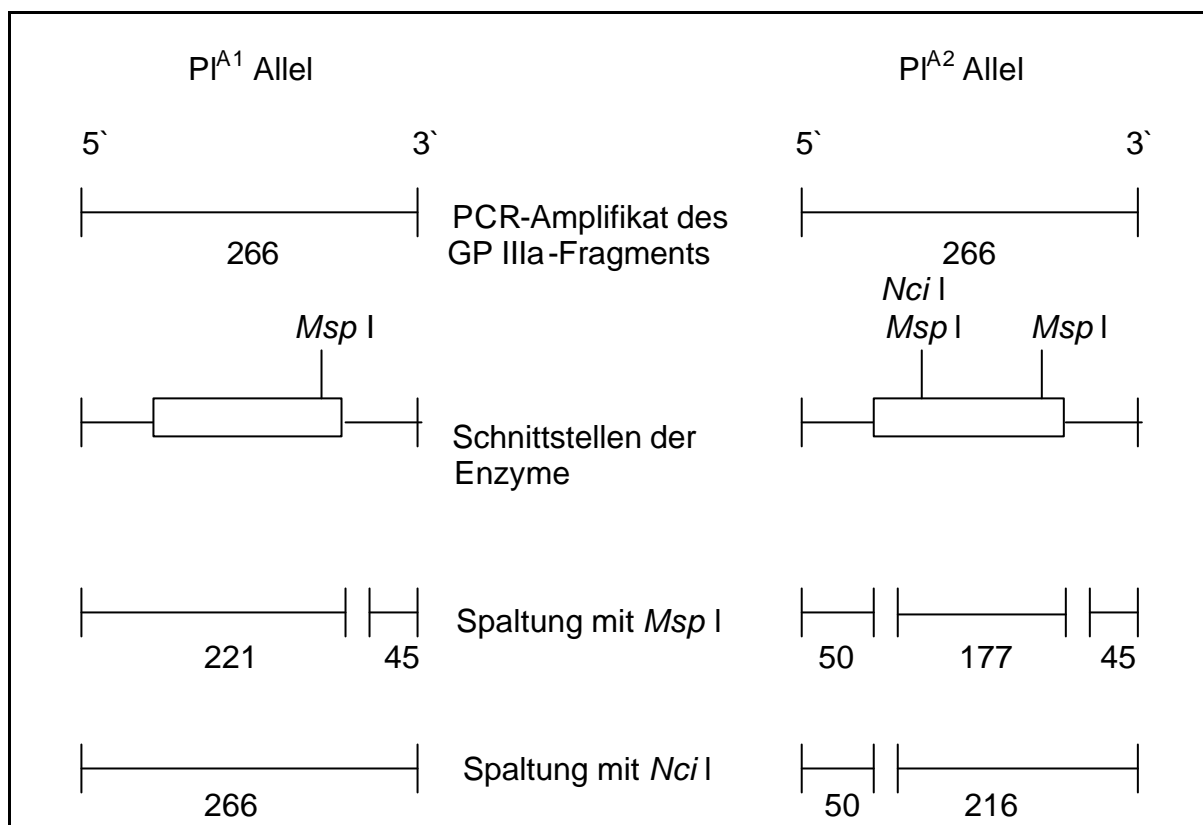 Pl^A1 Allel
Pl^A2 Allel
5` 3`
5` 3`
266
PCR-Amplifikat des
GP IIIa-Fragments
266
Msp I
Nci I
Msp I
Msp I
Schnittstellen der
Enzyme
221 45
Spaltung mit Msp I
50 177 45
266
Spaltung mit Nci I
50 216